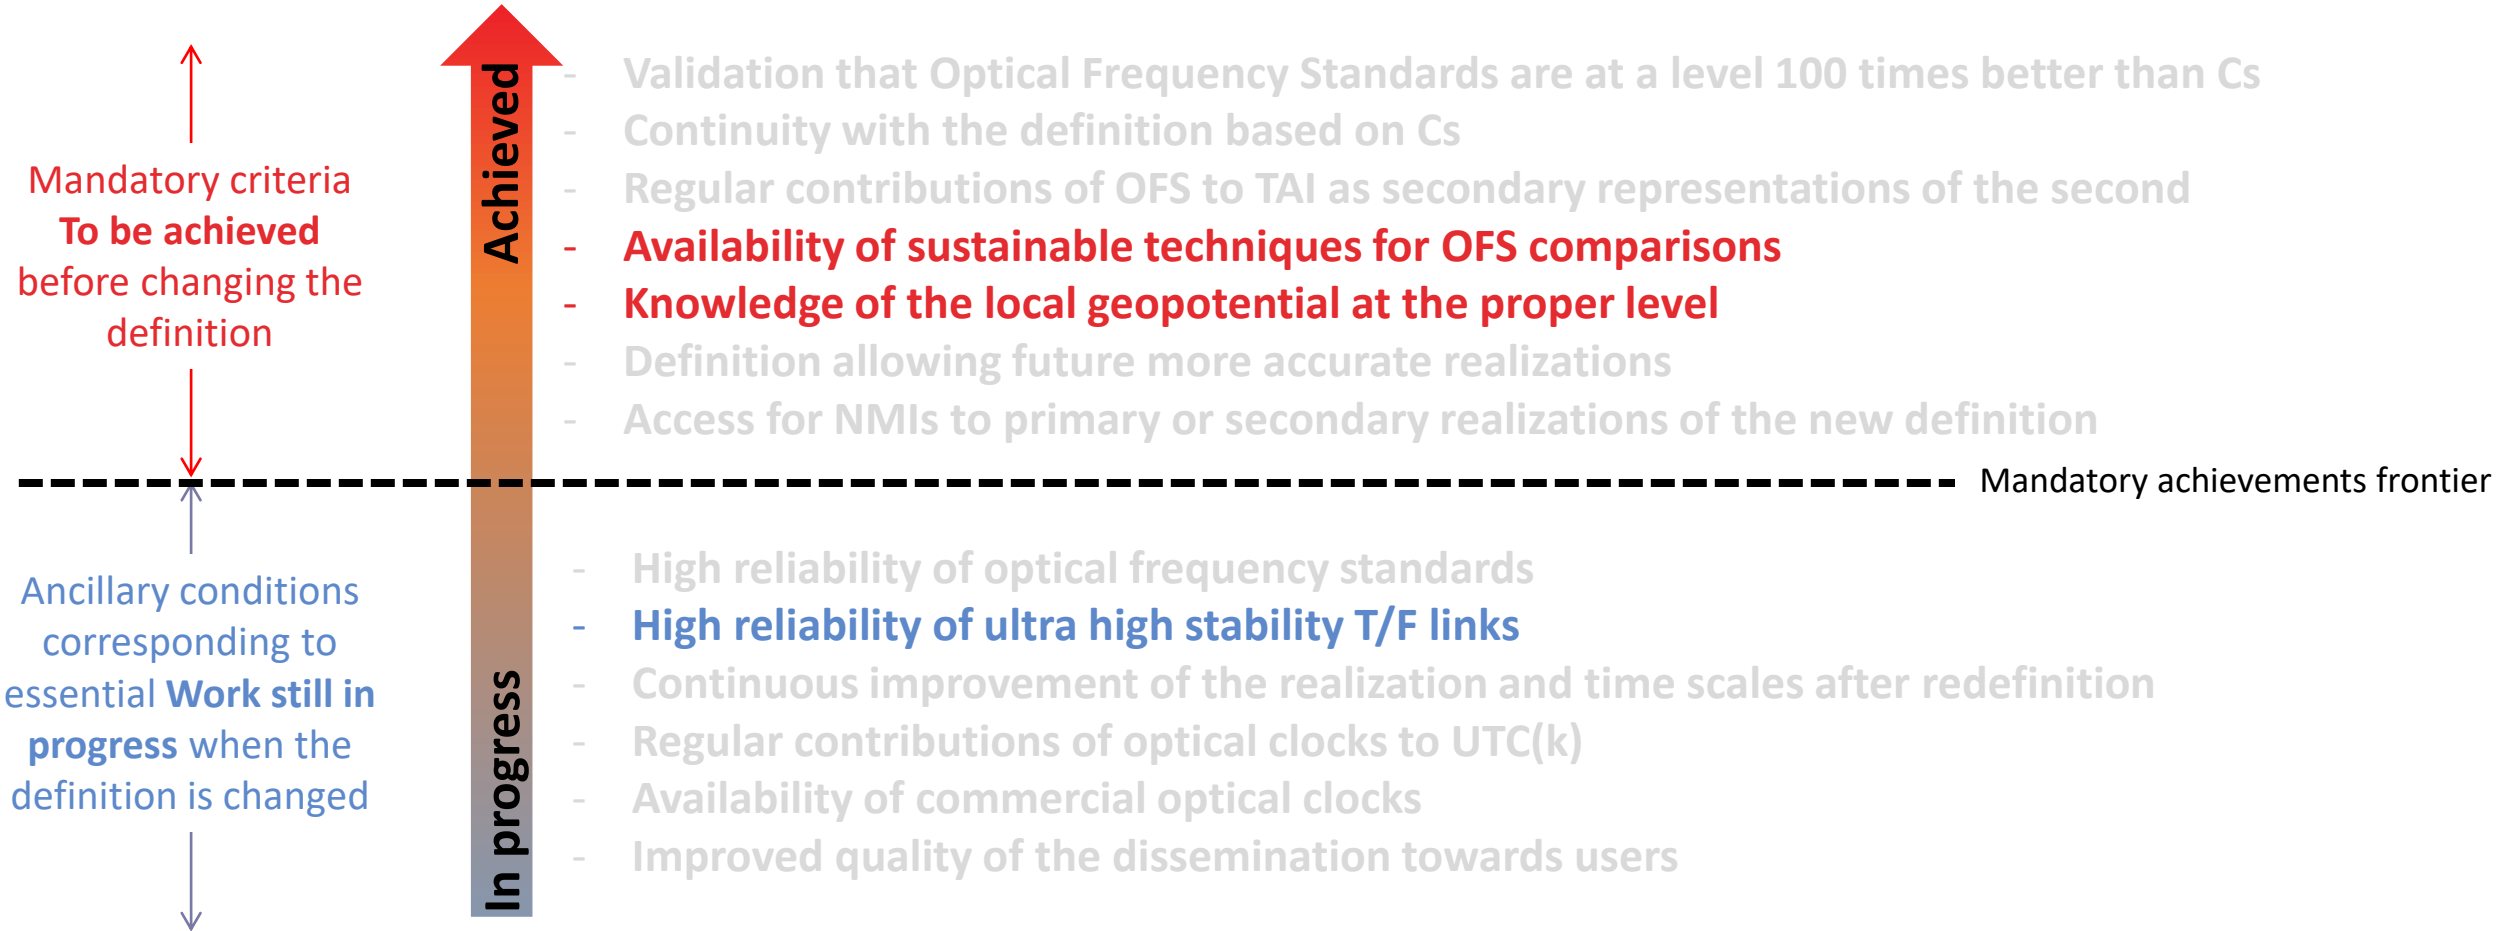 Mandatory criteria
To be achieved
before changing the
definition
Ancillary conditions
corresponding to
essential Work still in
progress when the
definition is changed
Achieved
In progress
- Validation that Optical Frequency Standards are at a level 100 times better than Cs
- Continuity with the definition based on Cs
- Regular contributions of OFS to TAI as secondary representations of the second
- Availability of sustainable techniques for OFS comparisons
- Knowledge of the local geopotential at the proper level
- Definition allowing future more accurate realizations
- Access for NMIs to primary or secondary realizations of the new definition
Mandatory achievements frontier
- High reliability of optical frequency standards
- High reliability of ultra high stability T/F links
- Continuous improvement of the realization and time scales after redefinition
- Regular contributions of optical clocks to UTC(k)
- Availability of commercial optical clocks
- Improved quality of the dissemination towards users